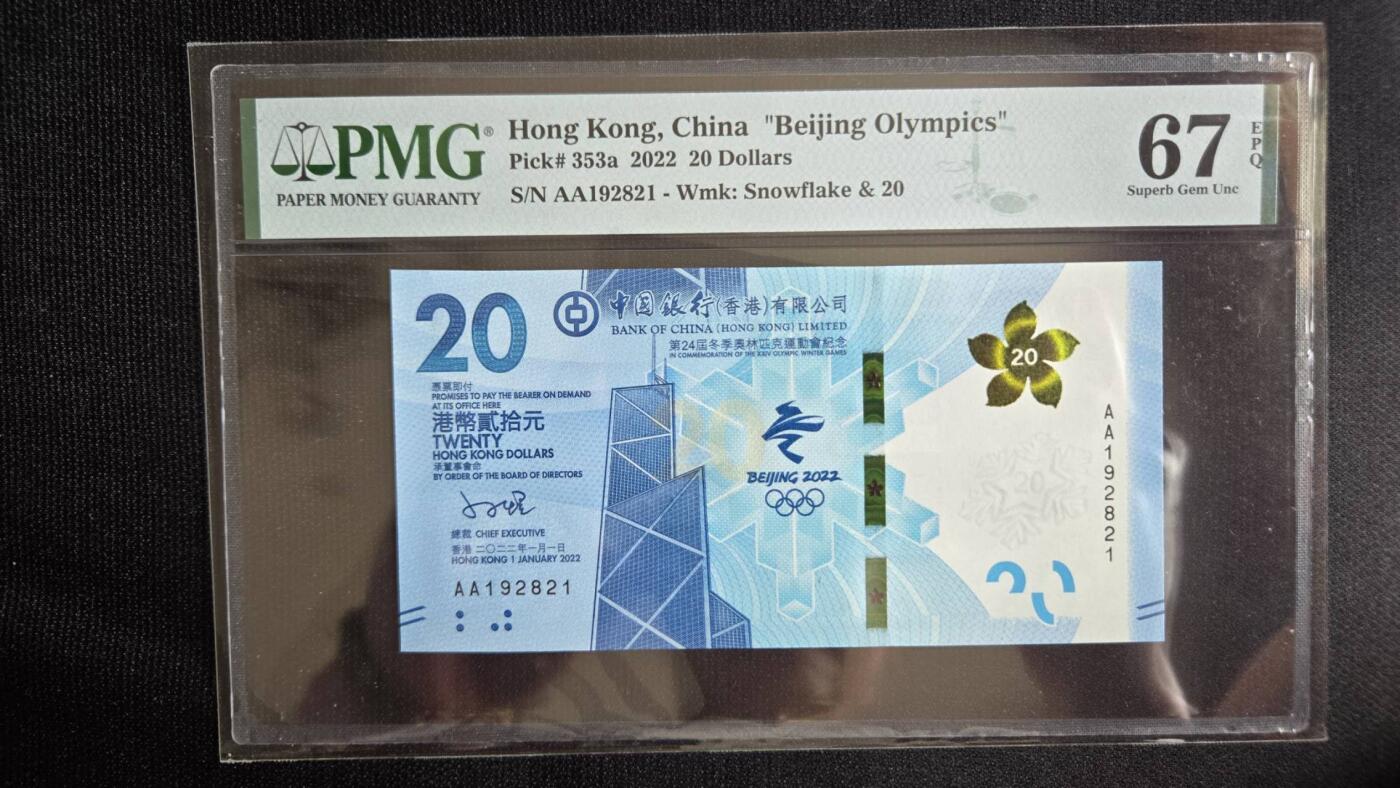 PMG®
PAPER MONEY GUARANTY
Hong Kong, China "Beijing Olympics"
Pick# 353a 2022 20 Dollars
S/N AA192821 - Wmk: Snowflake & 20
67
EPQ
Superb Gem Unc
20
中国银行(香港)有限公司
BANK OF CHINA (HONG KONG) LIMITED
第24屆冬季奧林匹克運動會紀念
IN COMMEMORATION OF THE XXIV OLYMPIC WINTER GAMES
憑票即付
PROMISES TO PAY THE BEARER ON DEMAND
AT ITS OFFICE HERE
港幣貳拾元
TWENTY
HONG KONG DOLLARS
承董事會命
BY ORDER OF THE BOARD OF DIRECTORS
總裁 CHIEF EXECUTIVE
香港 二〇二二年一月一日
HONG KONG 1 JANUARY 2022
AA192821
20
BEIJING 2022
20
AA192821
20